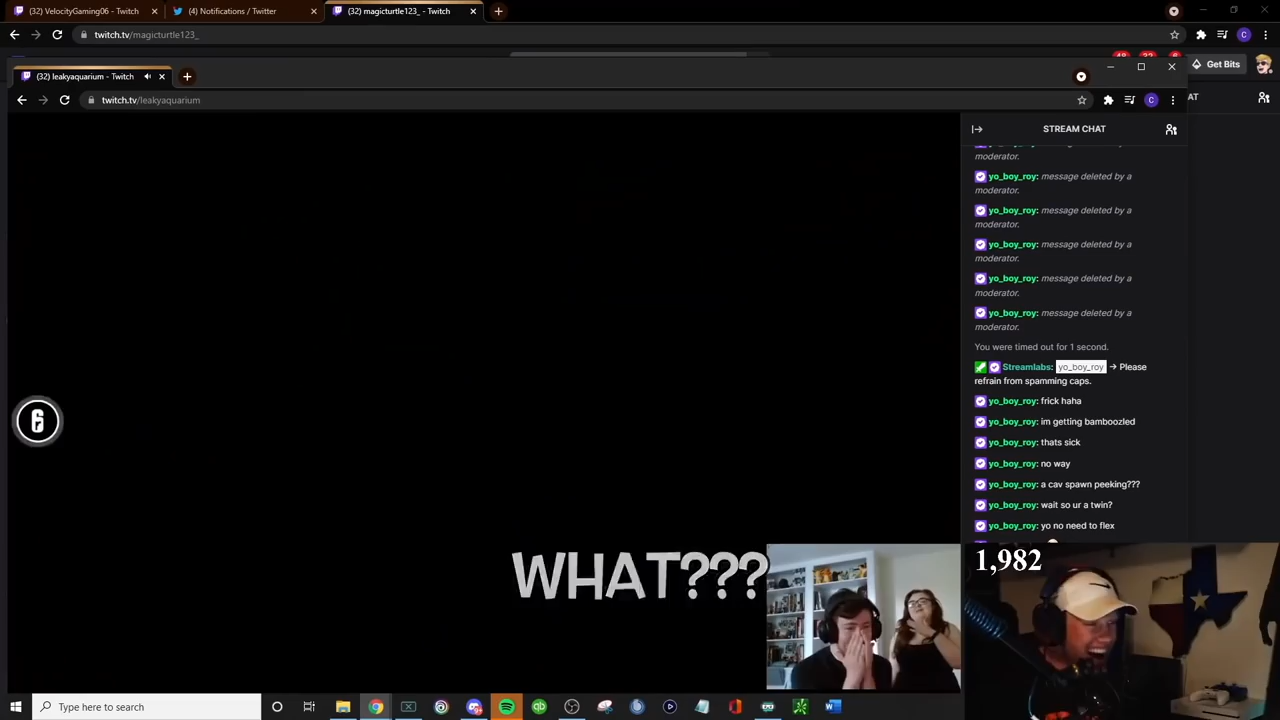 (32) VelocityGaming06 - Twitch
(4) Notifications / Twitter
(32) magicturtle123_ - Twitch
twitch.tv/magicturtle123_
C
48
32
6
(32) leakyaquarium - Twitch
Get Bits
twitch.tv/leakyaquarium
C
AT
STREAM CHAT
moderator.
yo_boy_roy: message deleted by a
moderator.
yo_boy_roy: message deleted by a
moderator.
yo_boy_roy: message deleted by a
moderator.
yo_boy_roy: message deleted by a
moderator.
yo_boy_roy: message deleted by a
moderator.
You were timed out for 1 second.
Streamlabs: yo_boy_roy → Please
refrain from spamming caps.
yo_boy_roy: frick haha
yo_boy_roy: im getting bamboozled
yo_boy_roy: thats sick
yo_boy_roy: no way
yo_boy_roy: a cav spawn peeking???
yo_boy_roy: wait so ur a twin?
yo_boy_roy: yo no need to flex
6
WHAT???
1,982
Type here to search